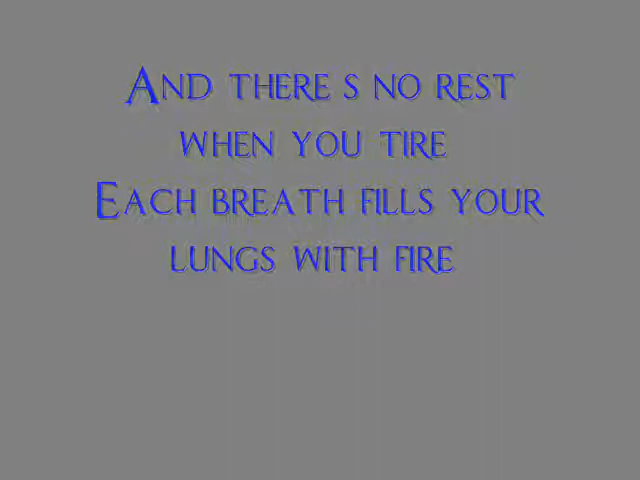 And there s no rest
when you tire
Each breath fills your
lungs with fire